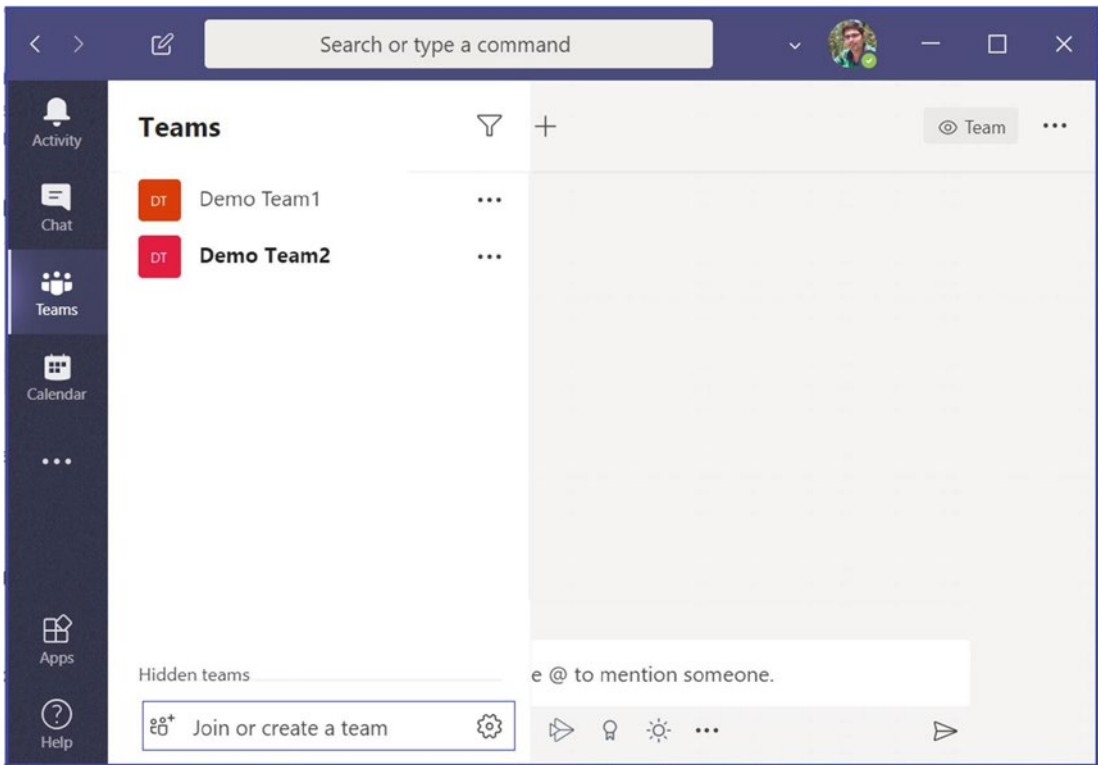 Search or type a command
Activity
Chat
Teams
Calendar
Apps
Help
Teams
DT Demo Team1
DT Demo Team2
Hidden teams
Join or create a team
Team
e @ to mention someone.